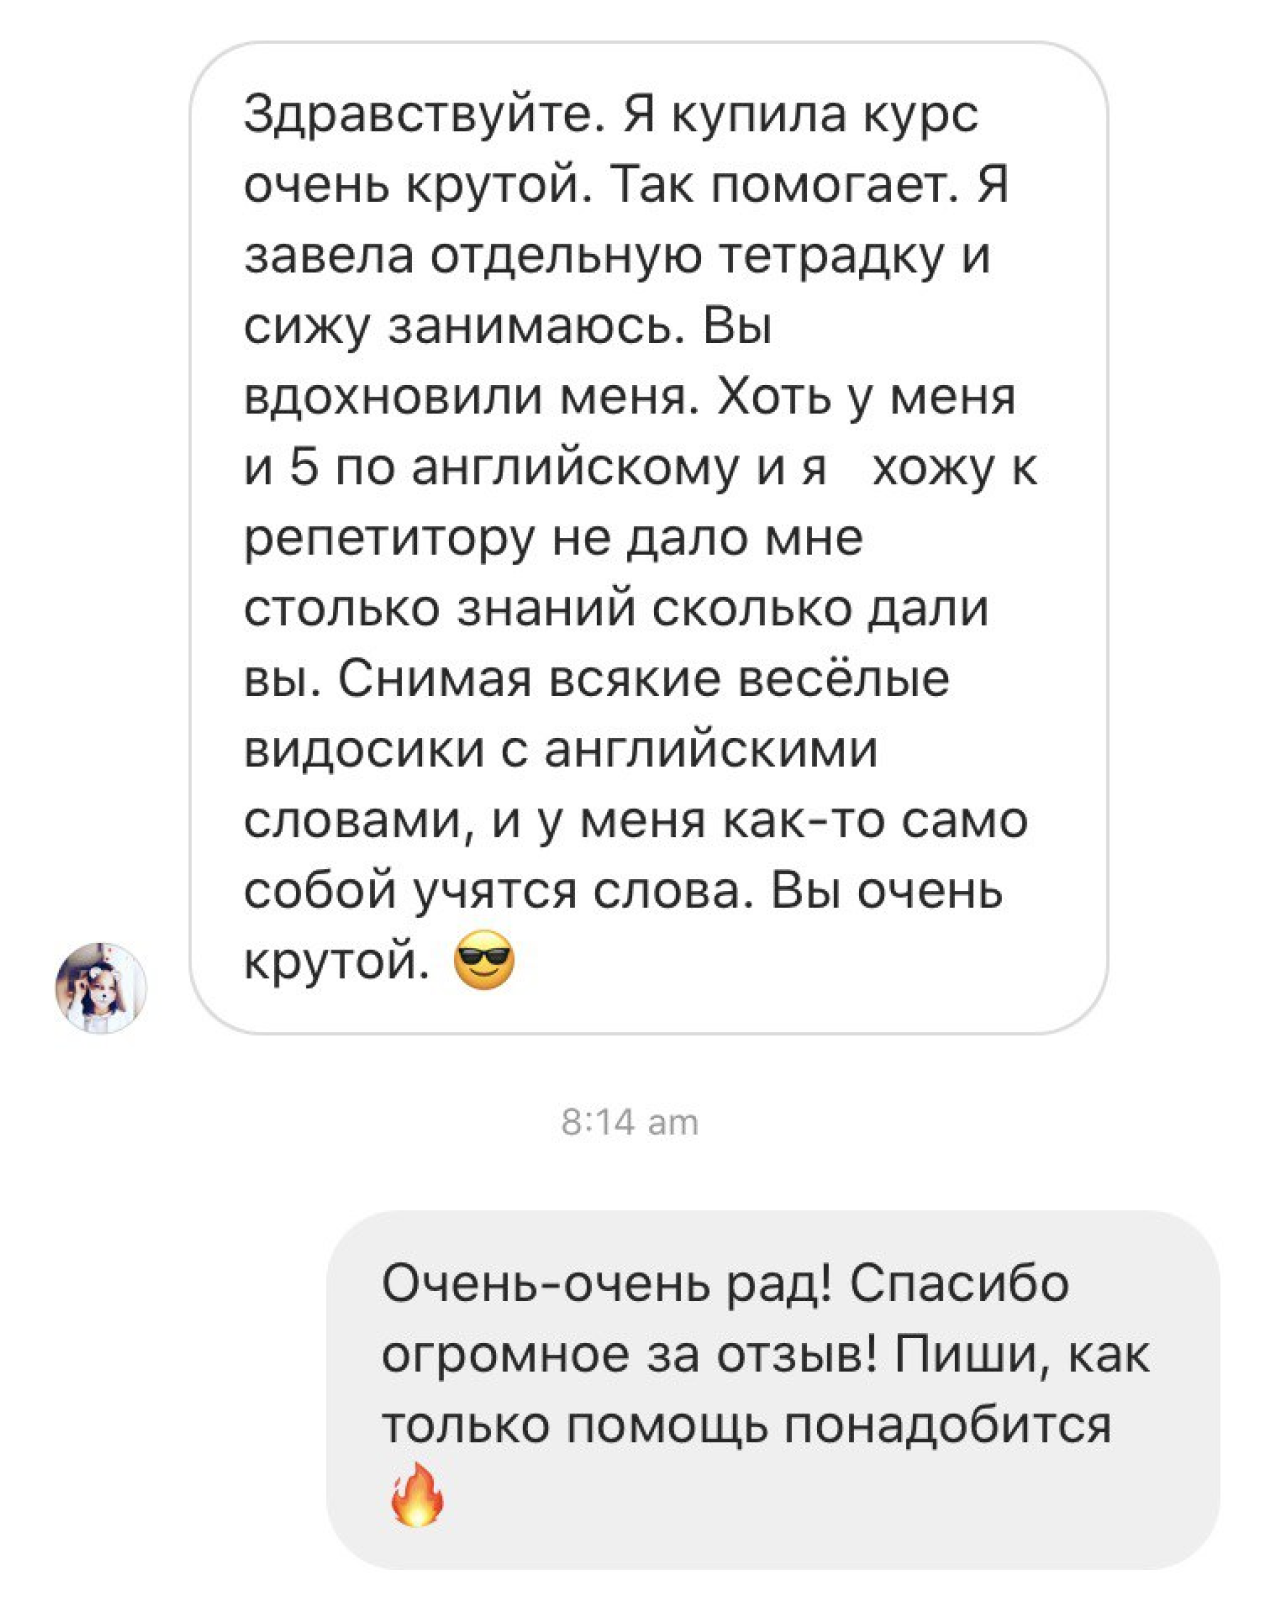 Здравствуйте. Я купила курс
очень крутой. Так помогает. Я
завела отдельную тетрадку и
сижу занимаюсь. Вы
вдохновили меня. Хоть у меня
и 5 по английскому и я   хожу к
репетитору не дало мне
столько знаний сколько дали
вы. Снимая всякие весёлые
видосики с английскими
словами, и у меня как-то само
собой учятся слова. Вы очень
крутой. 😎
8:14 am
Очень-очень рад! Спасибо
огромное за отзыв! Пиши, как
только помощь понадобится
🔥